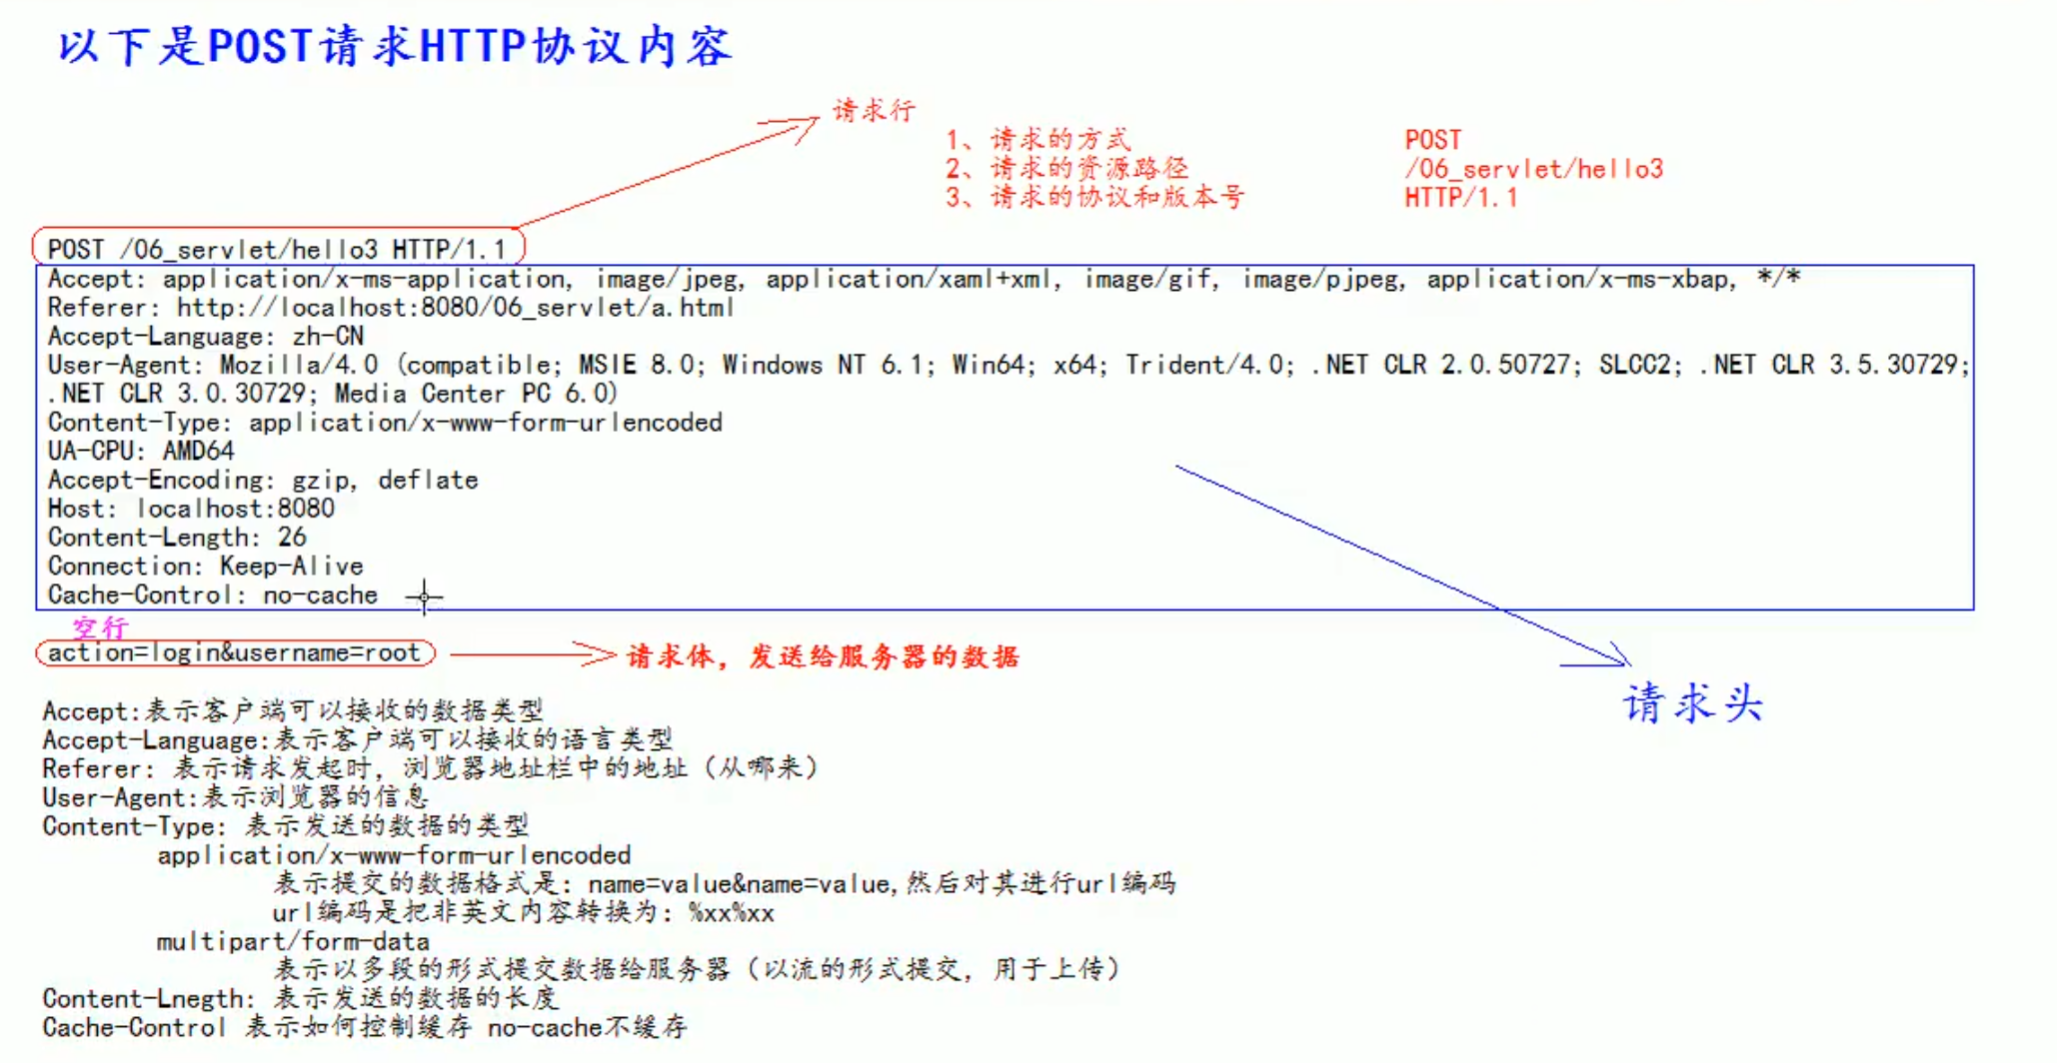 以下是POST请求HTTP协议内容
请求行
1、请求的方式 POST
2、请求的资源路径 /06_servlet/hello3
3、请求的协议和版本号 HTTP/1.1
POST /06_servlet/hello3 HTTP/1.1
Accept: application/x-ms-application, image/jpeg, application/xaml+xml, image/gif, image/pjpeg, application/x-ms-xbap, */*
Referer: http://localhost:8080/06_servlet/a.html
Accept-Language: zh-CN
User-Agent: Mozilla/4.0 (compatible; MSIE 8.0; Windows NT 6.1; Win64; x64; Trident/4.0; .NET CLR 2.0.50727; SLCC2; .NET CLR 3.5.30729;
.NET CLR 3.0.30729; Media Center PC 6.0)
Content-Type: application/x-www-form-urlencoded
UA-CPU: AMD64
Accept-Encoding: gzip, deflate
Host: localhost:8080
Content-Length: 26
Connection: Keep-Alive
Cache-Control: no-cache
空行
action=login&username=root
请求体，发送给服务器的数据
请求头
Accept:表示客户端可以接收的数据类型
Accept-Language:表示客户端可以接收的语言类型
Referer: 表示请求发起时，浏览器地址栏中的地址（从哪来）
User-Agent:表示浏览器的信息
Content-Type: 表示发送的数据的类型
application/x-www-form-urlencoded
表示提交的数据格式是: name=value&name=value,然后对其进行url编码
url编码是把非英文内容转换为: %xx%xx
multipart/form-data
表示以多段的形式提交数据给服务器（以流的形式提交，用于上传）
Content-Lnegth: 表示发送的数据的长度
Cache-Control 表示如何控制缓存 no-cache不缓存